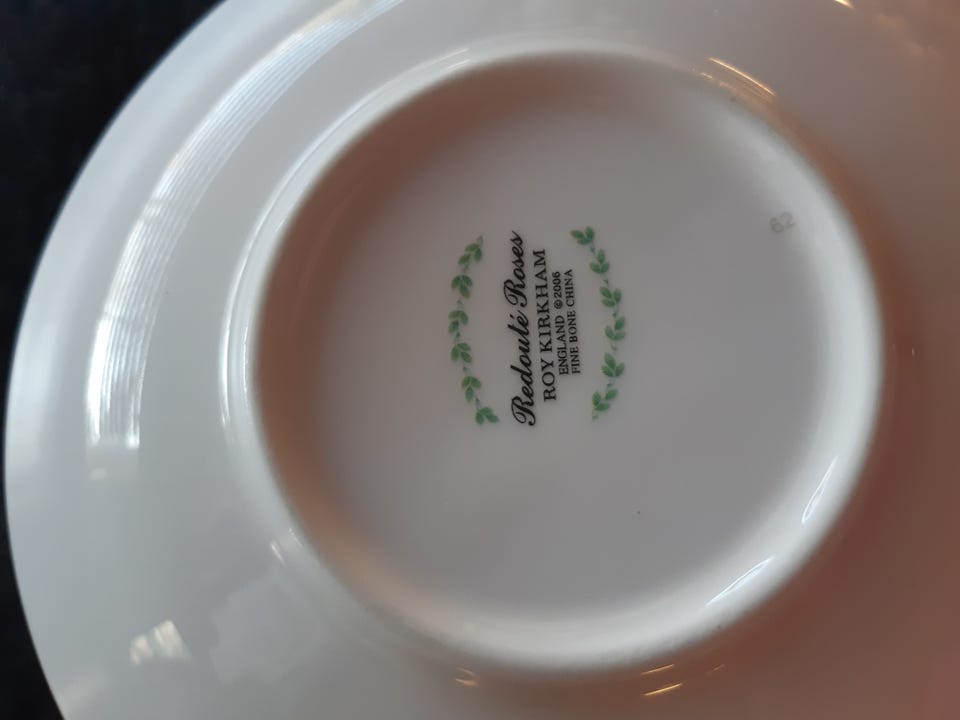 Redouté Roses
ROY KIRKHAM
ENGLAND ©2006
FINE BONE CHINA
62